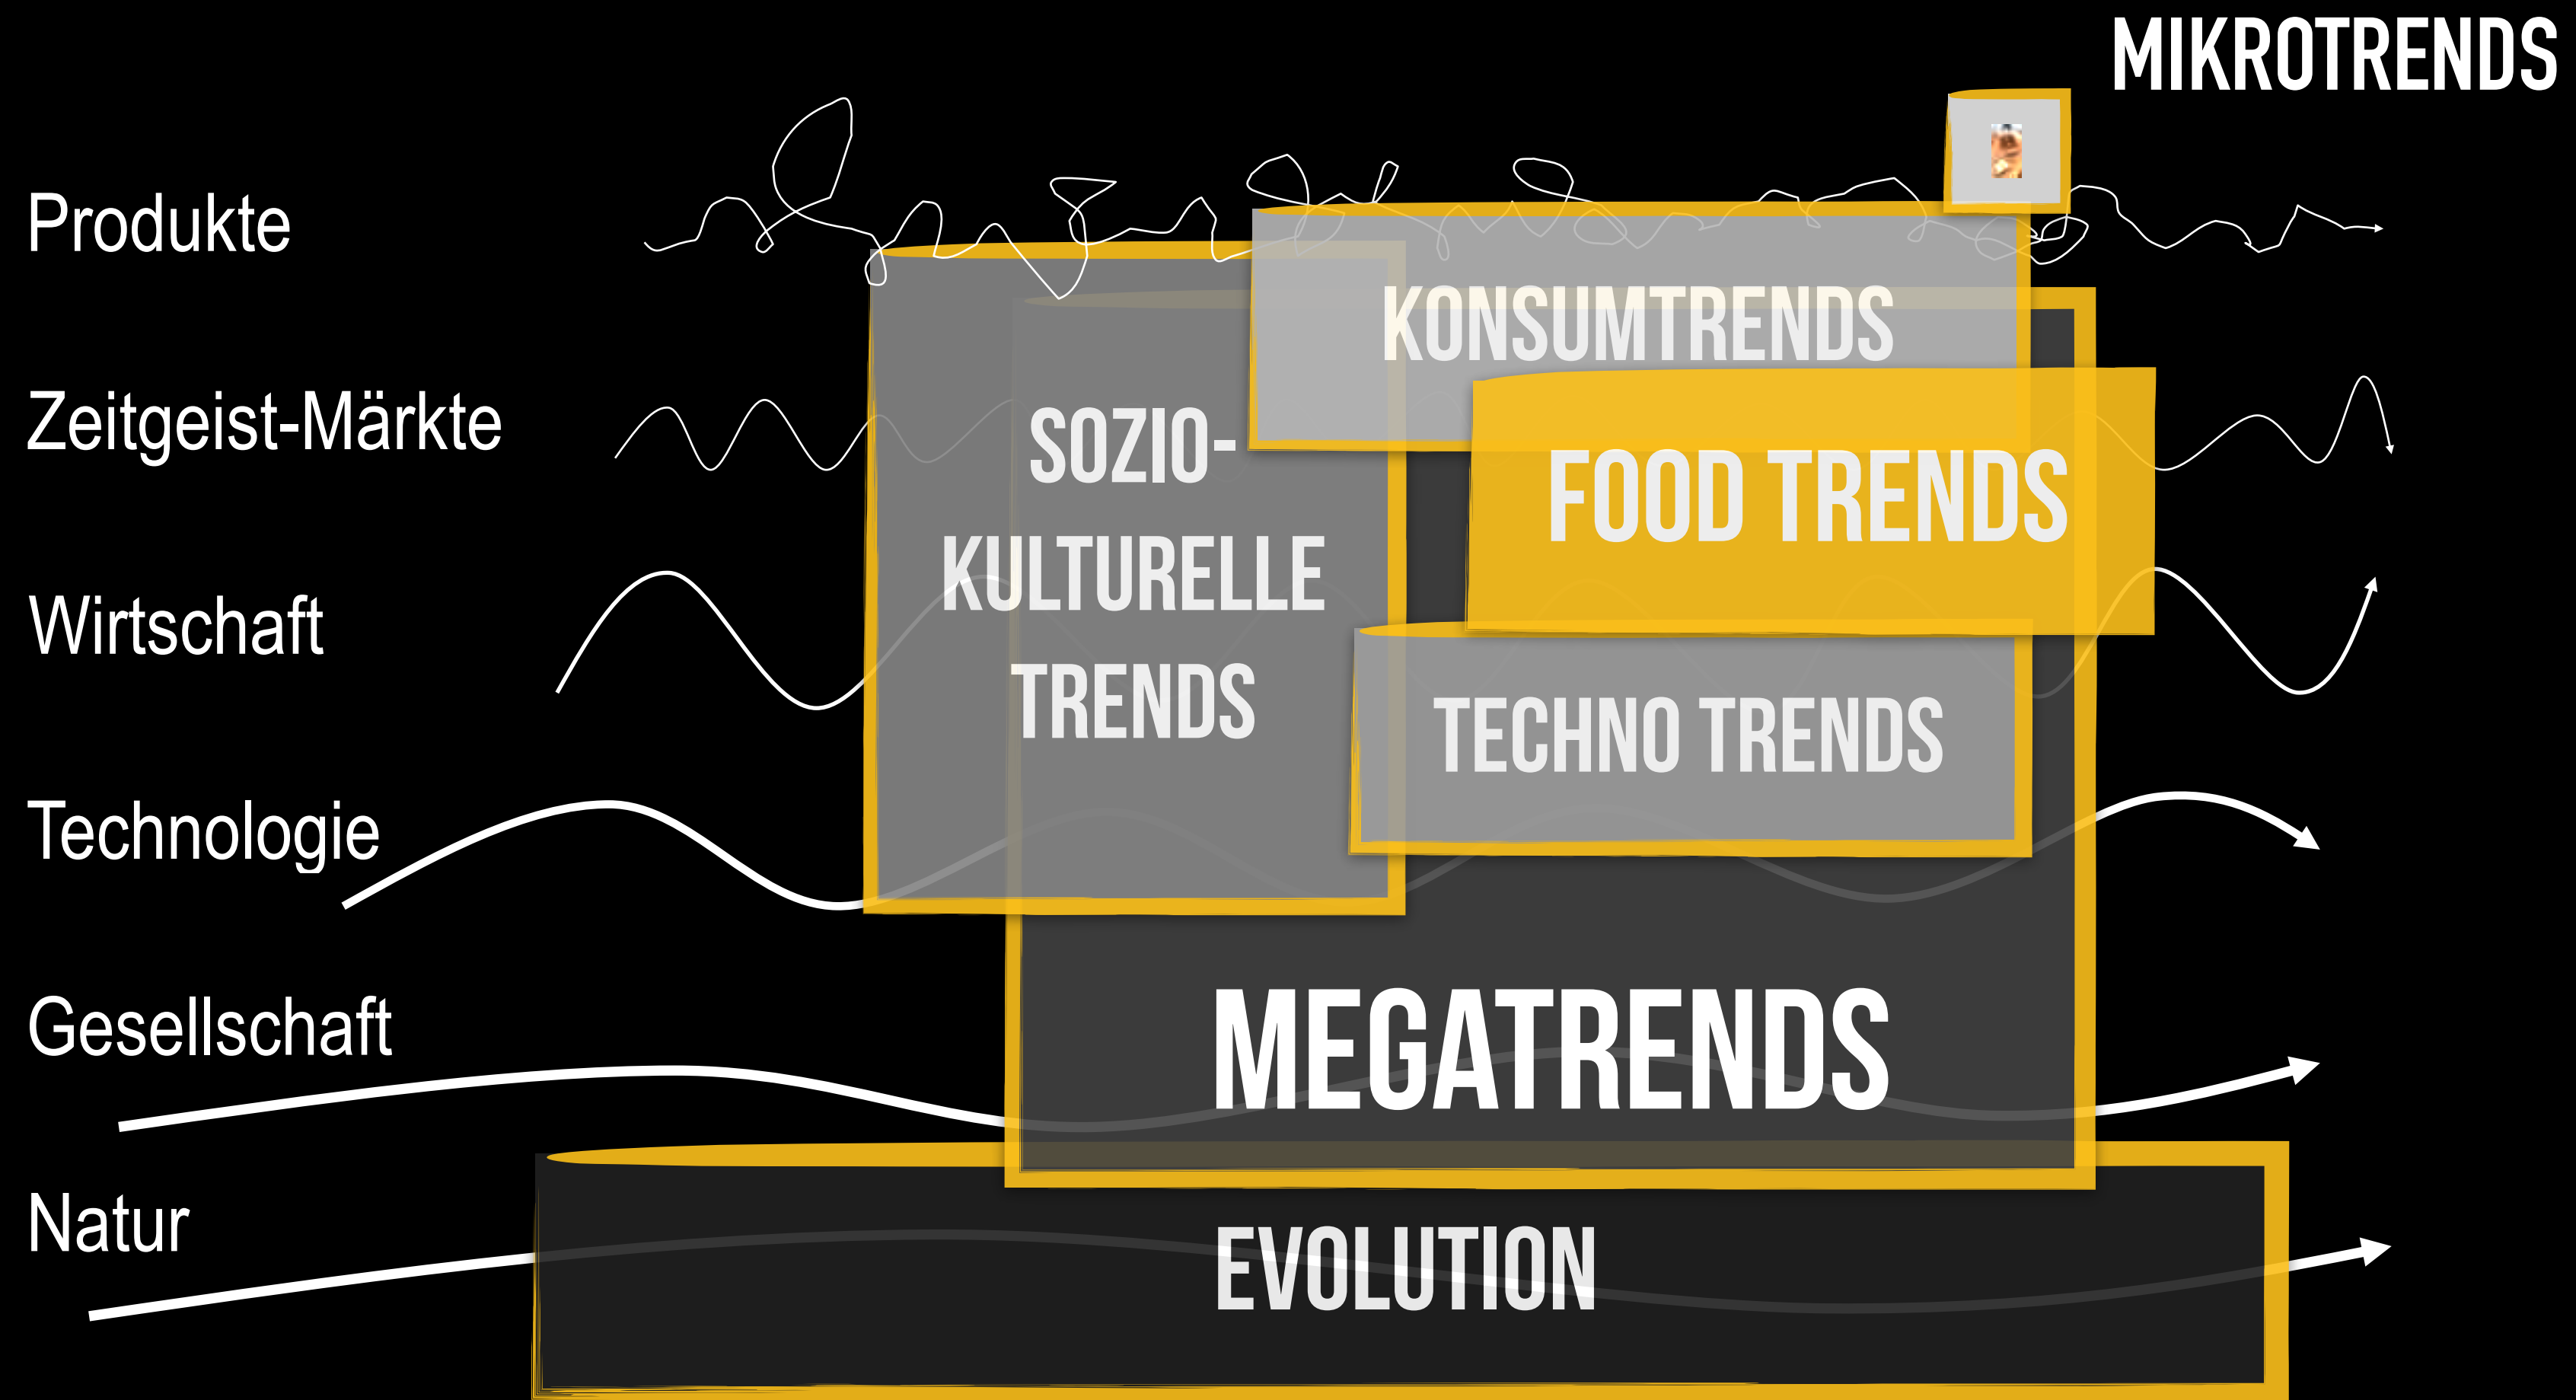 MIKROTRENDS
Produkte
KONSUMTRENDS
Zeitgeist-Märkte
SOZIO-
KULTURELLE
TRENDS
FOOD TRENDS
Wirtschaft
TECHNO TRENDS
Technologie
Gesellschaft
MEGATRENDS
Natur
EVOLUTION